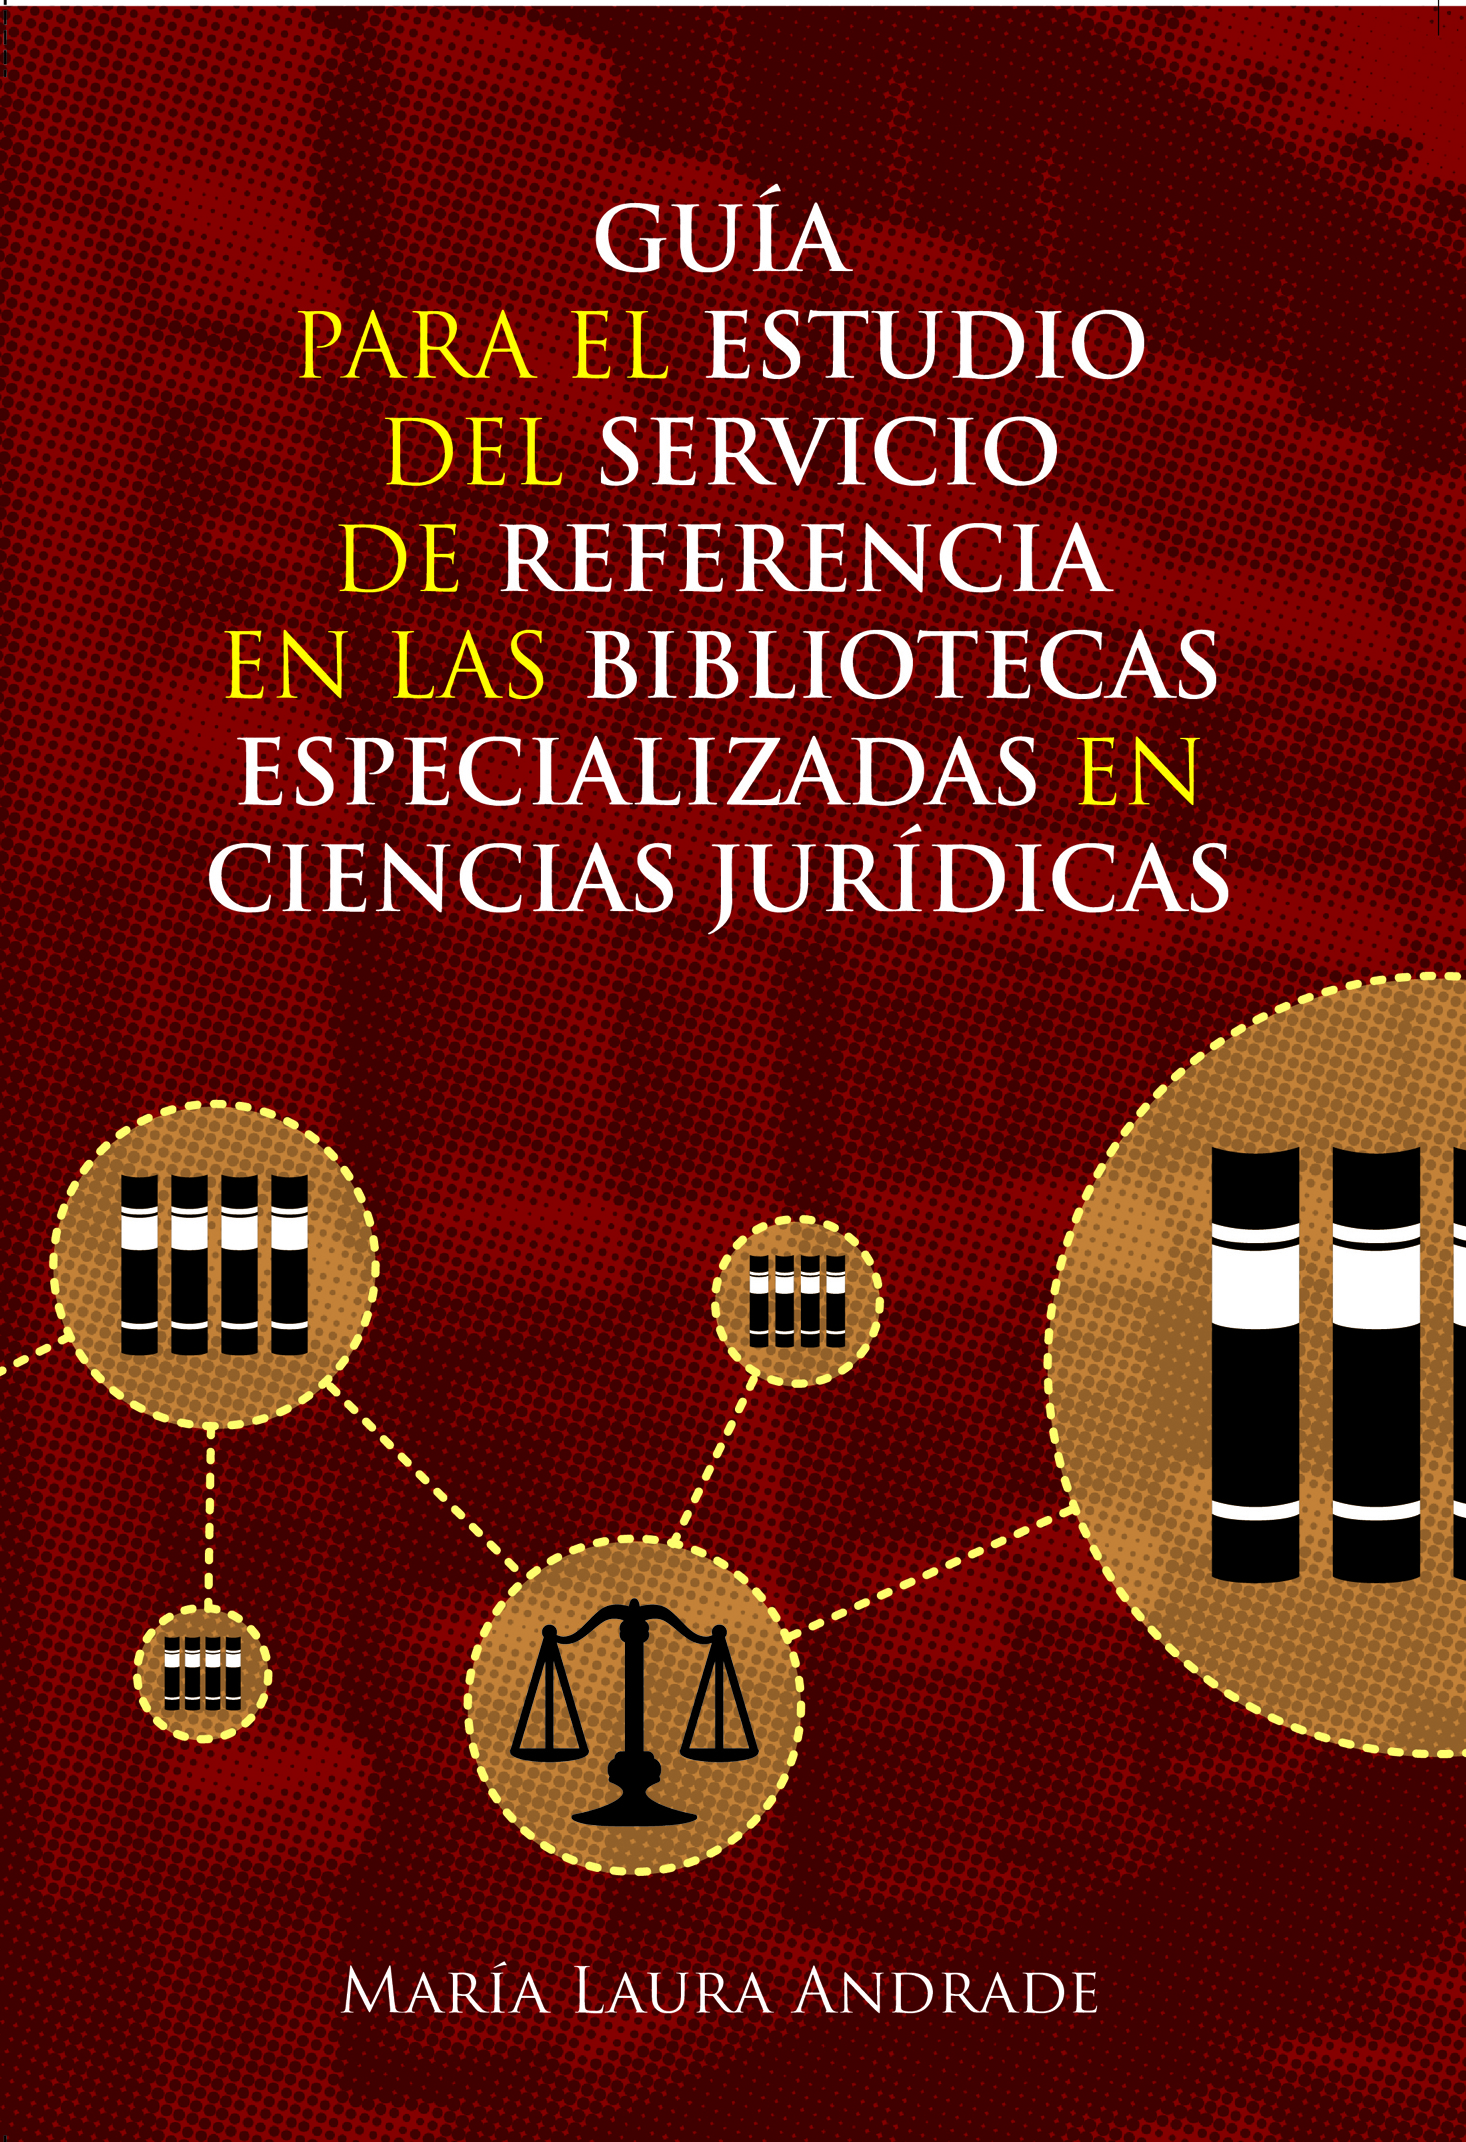 GUÍA
PARA EL ESTUDIO
DEL SERVICIO
DE REFERENCIA
EN LAS BIBLIOTECAS
ESPECIALIZADAS EN
CIENCIAS JURÍDICAS
MARÍA LAURA ANDRADE